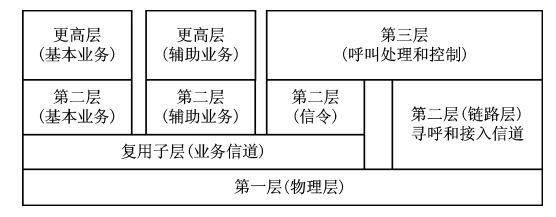 更高层
(基本业务)
更高层
(辅助业务)
第三层
(呼叫处理和控制)
第二层
(基本业务)
第二层
(辅助业务)
第二层
(信令)
第二层(链路层)
寻呼和接入信道
复用子层(业务信道)
第一层(物理层)